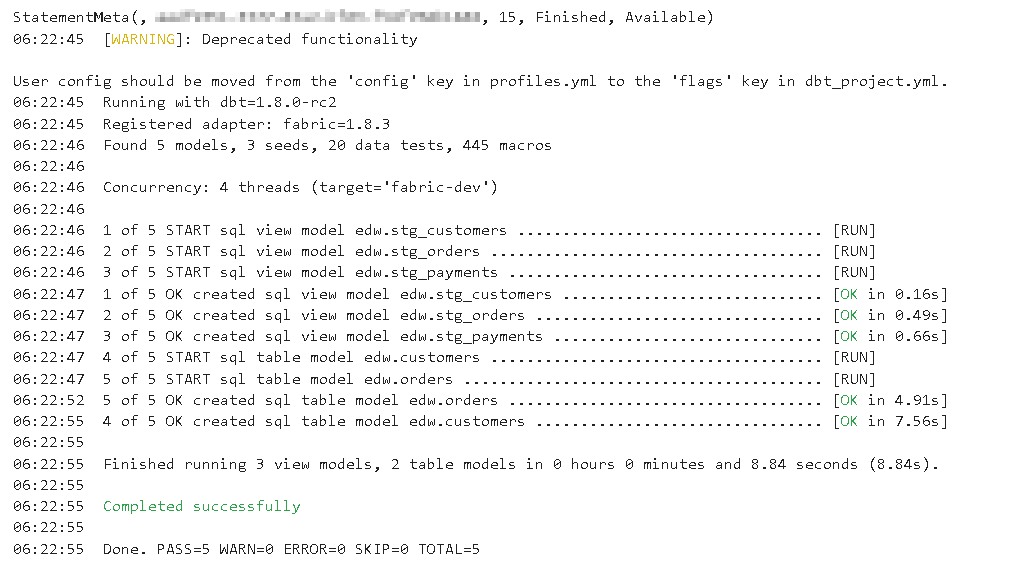 StatementMeta(, , 15, Finished, Available)
06:22:45  [WARNING]: Deprecated functionality
User config should be moved from the 'config' key in profiles.yml to the 'flags' key in dbt_project.yml.
06:22:45  Running with dbt=1.8.0-rc2
06:22:45  Registered adapter: fabric=1.8.3
06:22:46  Found 5 models, 3 seeds, 20 data tests, 445 macros
06:22:46
06:22:46  Concurrency: 4 threads (target='fabric-dev')
06:22:46
06:22:46  1 of 5 START sql view model edw.stg_customers .................................. [RUN]
06:22:46  2 of 5 START sql view model edw.stg_orders ..................................... [RUN]
06:22:46  3 of 5 START sql view model edw.stg_payments ................................... [RUN]
06:22:47  1 of 5 OK created sql view model edw.stg_customers ............................. [OK in 0.16s]
06:22:47  2 of 5 OK created sql view model edw.stg_orders ................................ [OK in 0.49s]
06:22:47  3 of 5 OK created sql view model edw.stg_payments .............................. [OK in 0.66s]
06:22:47  4 of 5 START sql table model edw.customers ..................................... [RUN]
06:22:47  5 of 5 START sql table model edw.orders ........................................ [RUN]
06:22:52  5 of 5 OK created sql table model edw.orders ................................... [OK in 4.91s]
06:22:55  4 of 5 OK created sql table model edw.customers ................................ [OK in 7.56s]
06:22:55
06:22:55  Finished running 3 view models, 2 table models in 0 hours 0 minutes and 8.84 seconds (8.84s).
06:22:55
06:22:55  Completed successfully
06:22:55
06:22:55  Done. PASS=5 WARN=0 ERROR=0 SKIP=0 TOTAL=5